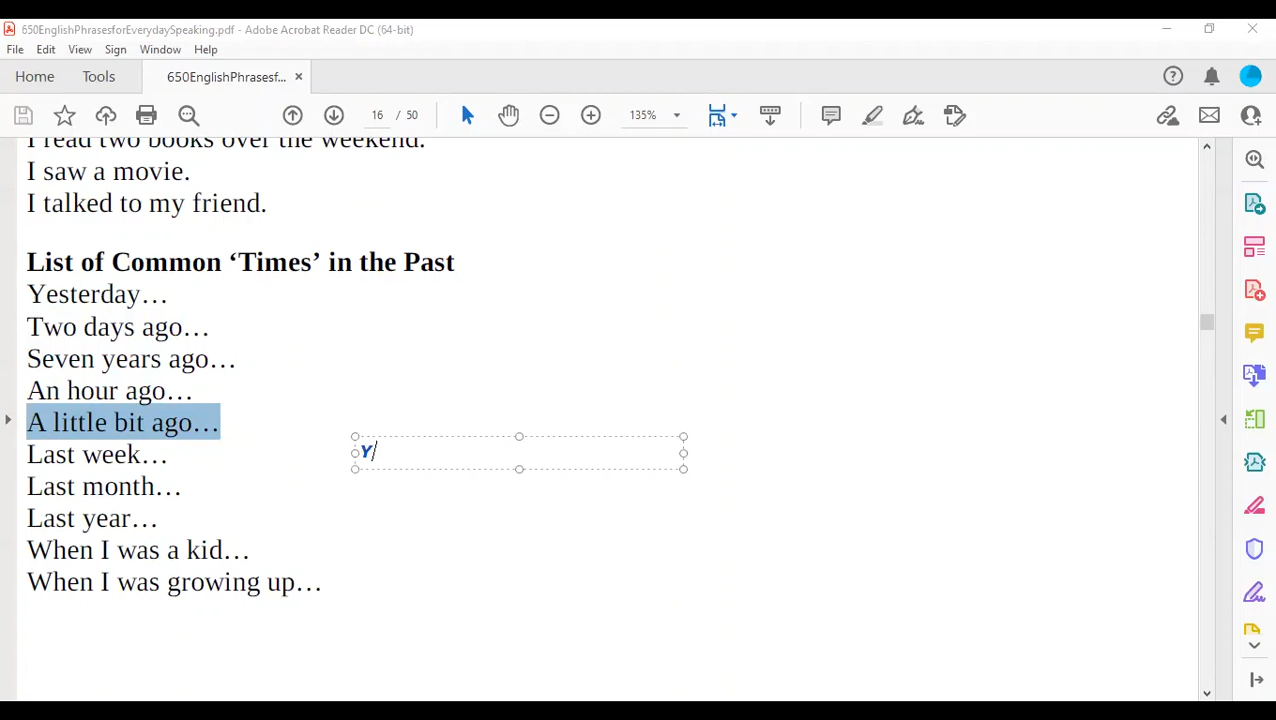 650EnglishPhrasesforEverydaySpeaking.pdf - Adobe Acrobat Reader DC (64-bit)
File Edit View Sign Window Help
Home Tools 650EnglishPhrasesf... ×
16 / 50 135%
I read two books over the weekend.
I saw a movie.
I talked to my friend.
List of Common ‘Times’ in the Past
Yesterday…
Two days ago…
Seven years ago…
An hour ago…
A little bit ago…
Y
Last week…
Last month…
Last year…
When I was a kid…
When I was growing up…